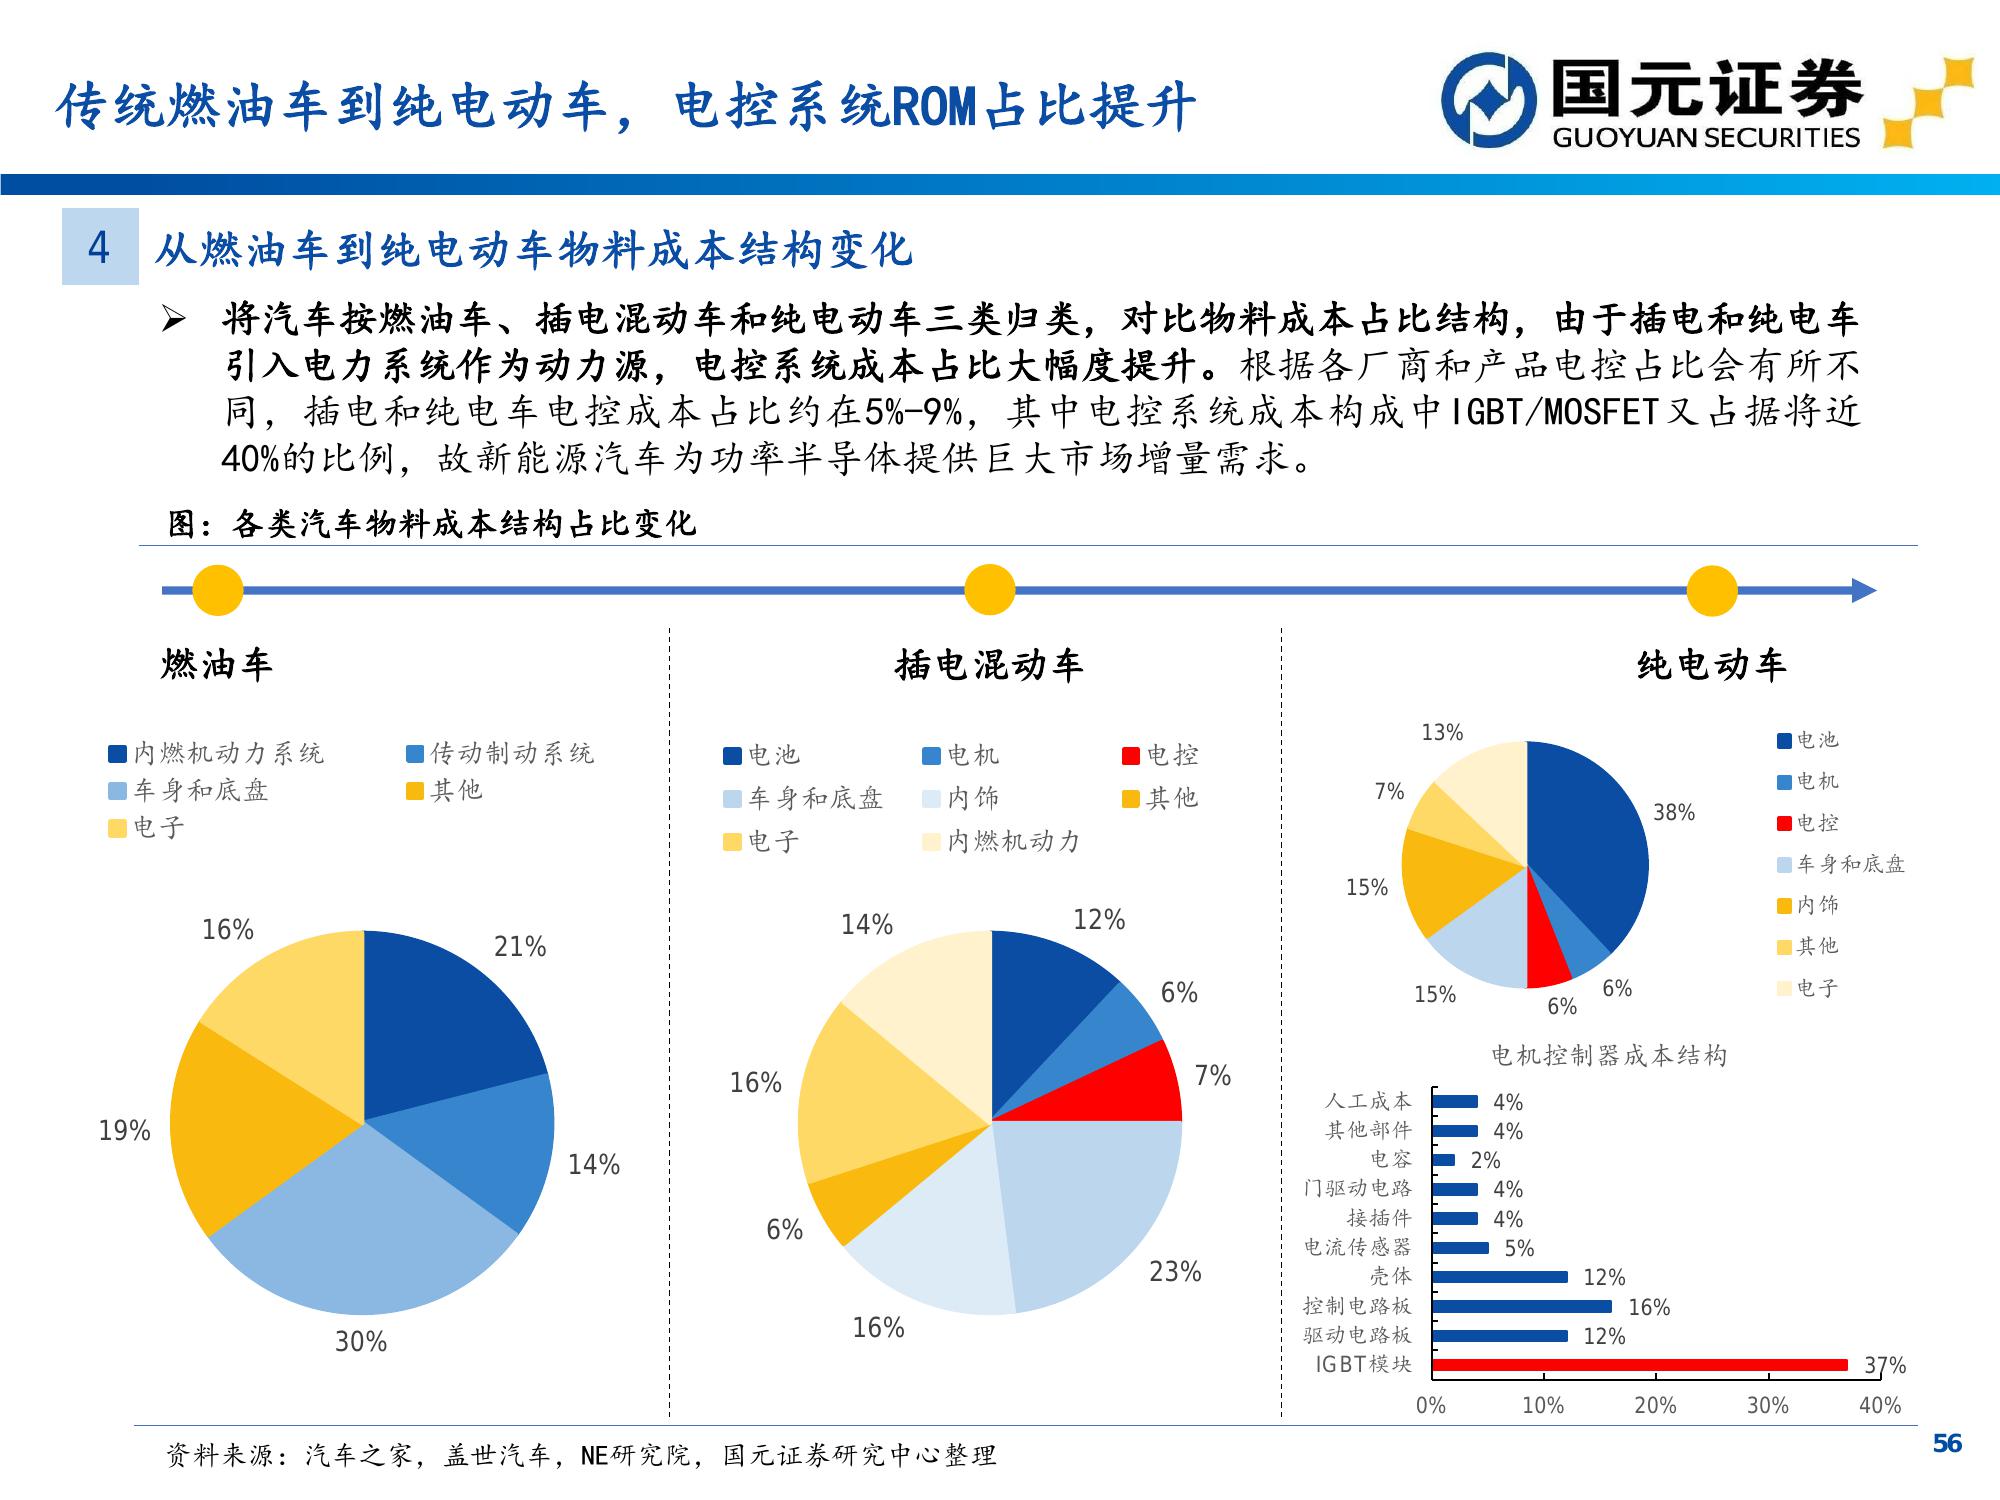 传统燃油车到纯电动车，电控系统ROM占比提升
国元证券
GUOYUAN SECURITIES
4
从燃油车到纯电动车物料成本结构变化
➢ 将汽车按燃油车、插电混动车和纯电动车三类归类，对比物料成本占比结构，由于插电和纯电车
引入电力系统作为动力源，电控系统成本占比大幅度提升。根据各厂商和产品电控占比会有所不
同，插电和纯电车电控成本占比约在5%-9%，其中电控系统成本构成中IGBT/MOSFET又占据将近
40%的比例，故新能源汽车为功率半导体提供巨大市场增量需求。
图：各类汽车物料成本结构占比变化
燃油车
内燃机动力系统 传动制动系统
车身和底盘 其他
电子
16%
21%
19%
14%
30%
插电混动车
电池 电机 电控
车身和底盘 内饰 其他
电子 内燃机动力
14%
12%
6%
16%
7%
6%
23%
16%
纯电动车
13%
7%
38%
15%
15%
6%
6%
电池
电机
电控
车身和底盘
内饰
其他
电子
电机控制器成本结构
人工成本 4%
其他部件 4%
电容 2%
门驱动电路 4%
接插件 4%
电流传感器 5%
壳体 12%
控制电路板 16%
驱动电路板 12%
IGBT模块 37%
0% 10% 20% 30% 40%
资料来源：汽车之家，盖世汽车，NE研究院，国元证券研究中心整理
56